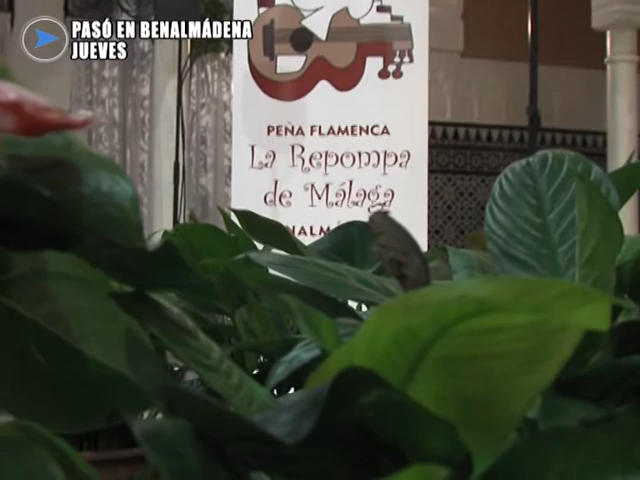 PASÓ EN BENALMÁDENA
JUEVES
PEÑA FLAMENCA
La Repompa
de Málaga